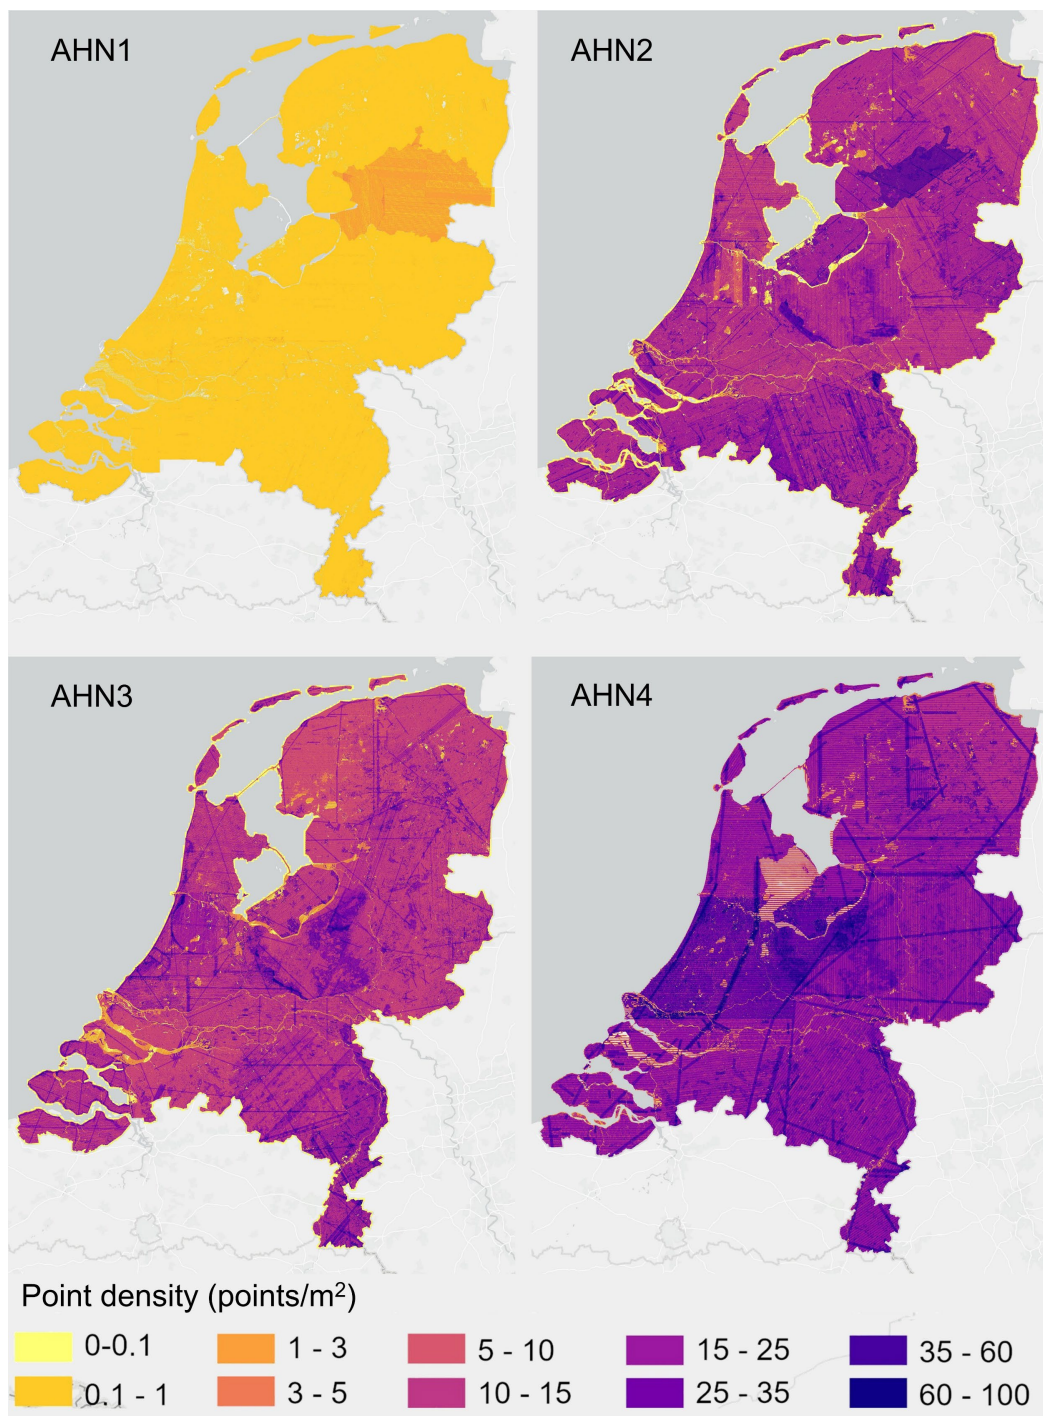 AHN1
AHN2
AHN3
AHN4
Point density (points/m²)
0-0.1
1 - 3
5 - 10
15 - 25
35 - 60
0.1 - 1
3 - 5
10 - 15
25 - 35
60 - 100